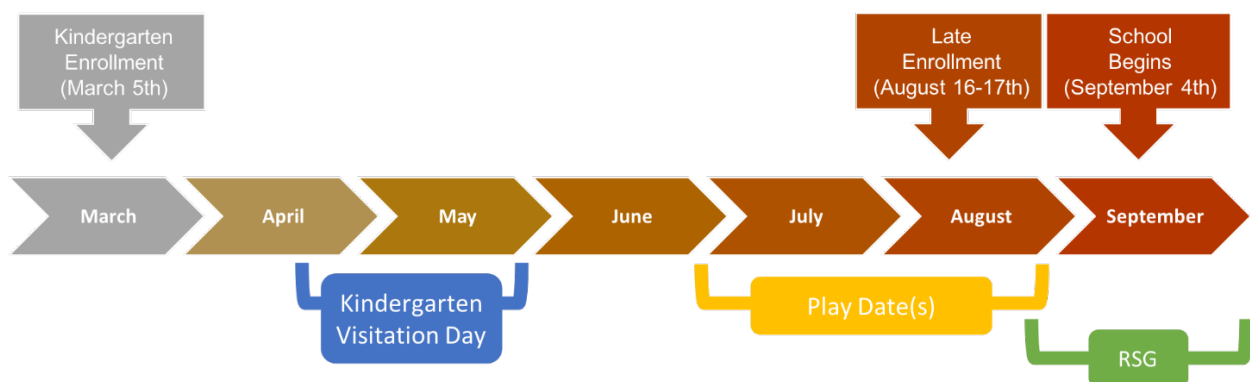 Kindergarten
Enrollment
(March 5th)
Late
Enrollment
(August 16-17th)
School
Begins
(September 4th)
March
April
May
June
July
August
September
Kindergarten
Visitation Day
Play Date(s)
RSG